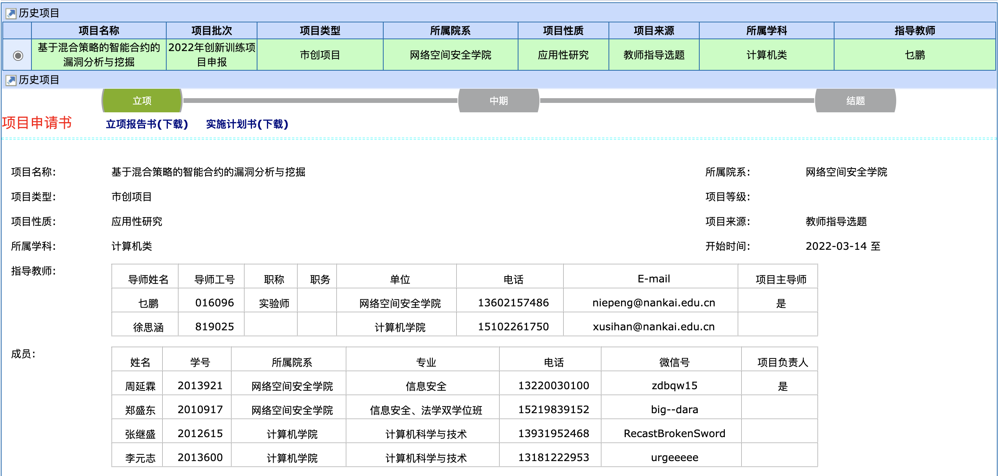 历史项目
项目名称 项目批次 项目类型 所属院系 项目性质 项目来源 所属学科 指导教师
基于混合策略的智能合约的漏洞分析与挖掘 2022年创新训练项目申报 市创项目 网络空间安全学院 应用性研究 教师指导选题 计算机类 乜鹏
历史项目
立项 中期 结题
项目申请书 立项报告书(下载) 实施计划书(下载)
项目名称: 基于混合策略的智能合约的漏洞分析与挖掘 所属院系: 网络空间安全学院
项目类型: 市创项目 项目等级:
项目性质: 应用性研究 项目来源: 教师指导选题
所属学科: 计算机类 开始时间: 2022-03-14 至
指导教师:
导师姓名 导师工号 职称 职务 单位 电话 E-mail 项目主导师
乜鹏 016096 实验师 网络空间安全学院 13602157486 niepeng@nankai.edu.cn 是
徐思涵 819025 计算机学院 15102261750 xusihan@nankai.edu.cn
成员:
姓名 学号 所属院系 专业 电话 微信号 项目负责人
周延霖 2013921 网络空间安全学院 信息安全 13220030100 zdbqw15 是
郑盛东 2010917 网络空间安全学院 信息安全、法学双学位班 15219839152 big--dara
张继盛 2012615 计算机学院 计算机科学与技术 13931952468 RecastBrokenSword
李元志 2013600 计算机学院 计算机科学与技术 13181222953 urgeeeee